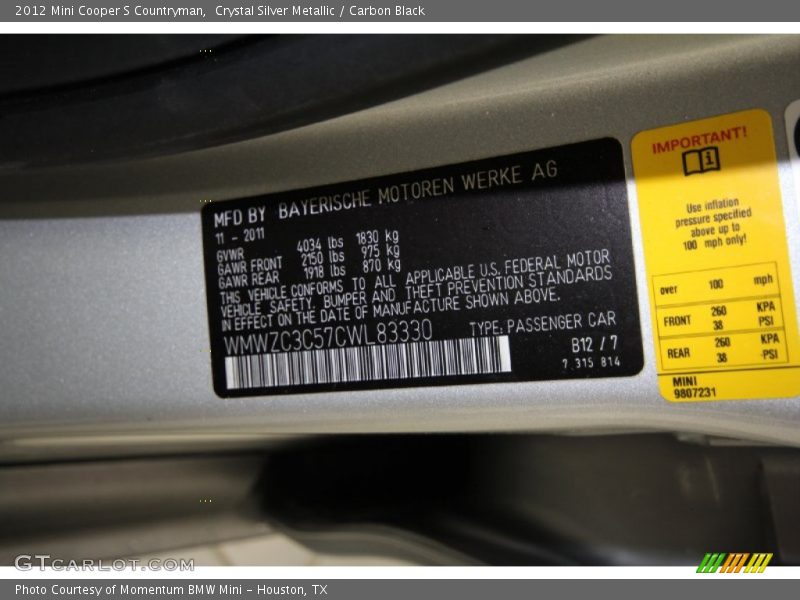 2012 Mini Cooper S Countryman, Crystal Silver Metallic / Carbon Black
MFD BY BAYERISCHE MOTOREN WERKE AG
11 - 2011
GVWR 4034 lbs 1830 kg
GAWR FRONT 2150 lbs 975 kg
GAWR REAR 1918 lbs 870 kg
THIS VEHICLE CONFORMS TO ALL APPLICABLE U.S. FEDERAL MOTOR
VEHICLE SAFETY, BUMPER AND THEFT PREVENTION STANDARDS
IN EFFECT ON THE DATE OF MANUFACTURE SHOWN ABOVE.
WMWZC3C57CWL83330 TYPE: PASSENGER CAR
B12 / 7
7 315 814
IMPORTANT!
i
Use inflation
pressure specified
above up to
100 mph only!
over 100 mph
FRONT 260 KPA
38 PSI
REAR 260 KPA
38 PSI
MINI
9807231
GTcarlot.com
Photo Courtesy of Momentum BMW Mini - Houston, TX